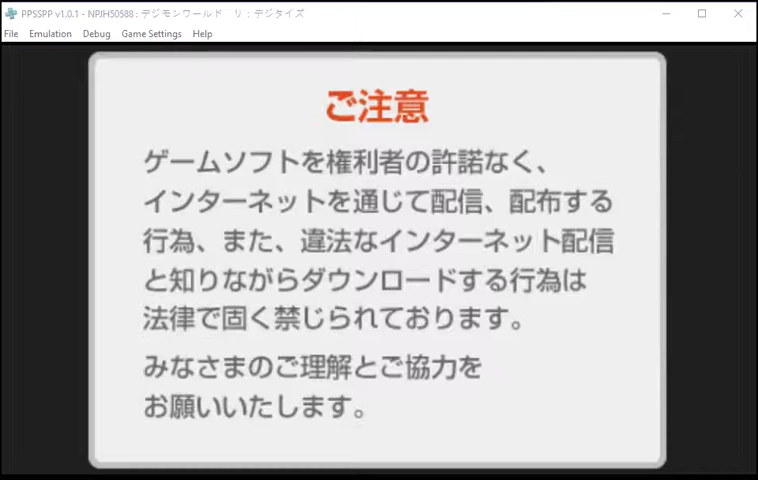 PPSSPP v1.0.1 - NPJH50588 : デジモンワールド リ：デジタイズ
File Emulation Debug Game Settings Help
ご注意
ゲームソフトを権利者の許諾なく、
インターネットを通じて配信、配布する
行為、また、違法なインターネット配信
と知りながらダウンロードする行為は
法律で固く禁じられております。
みなさまのご理解とご協力を
お願いいたします。